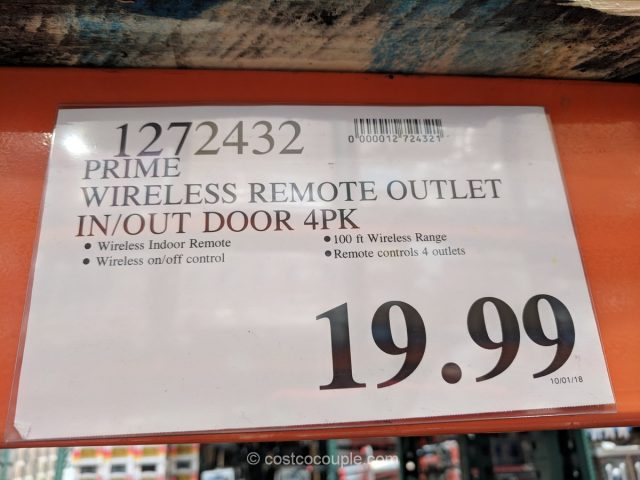 1272432
0"000012"724321"
PRIME
WIRELESS REMOTE OUTLET
IN/OUT DOOR 4PK
• Wireless Indoor Remote
• Wireless on/off control
• 100 ft Wireless Range
• Remote controls 4 outlets
19.99
10/01/18
© costcocouple.com